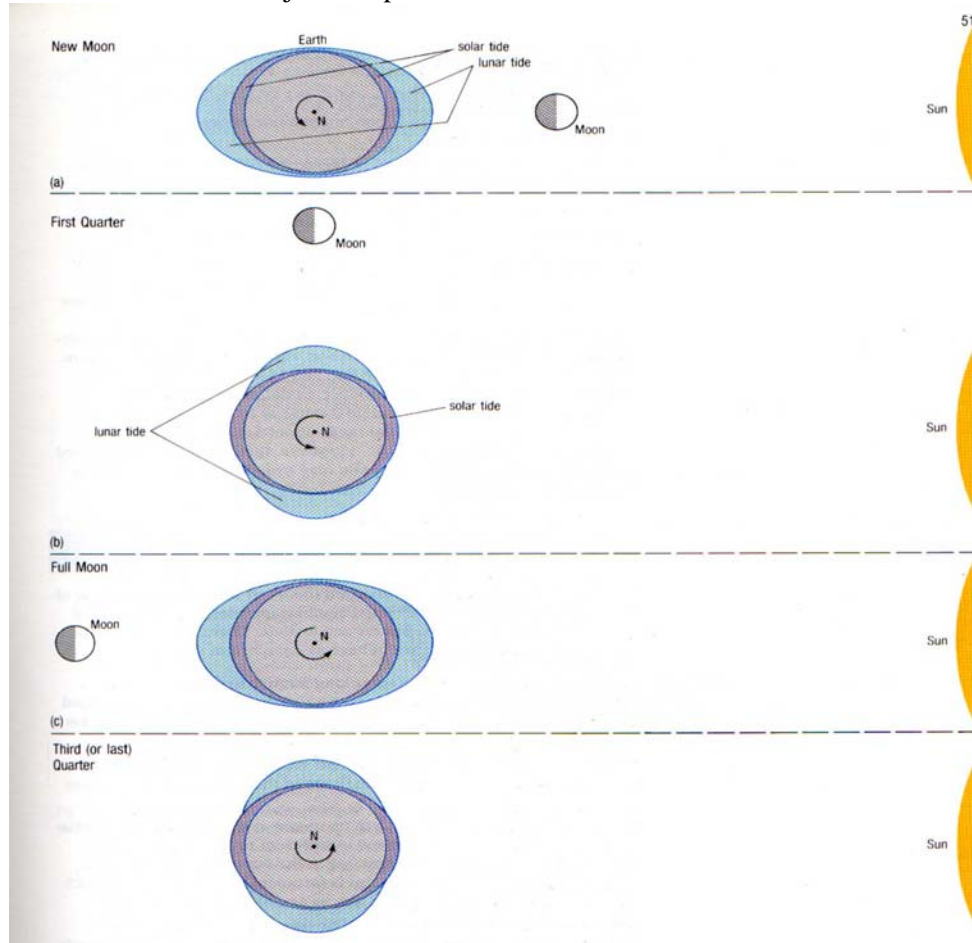 51
New Moon
Earth
solar tide
lunar tide
Sun
N
Moon
(a)
First Quarter
Moon
lunar tide
N
solar tide
Sun
(b)
Full Moon
Moon
N
Sun
(c)
Third (or last)
Quarter
N
Sun